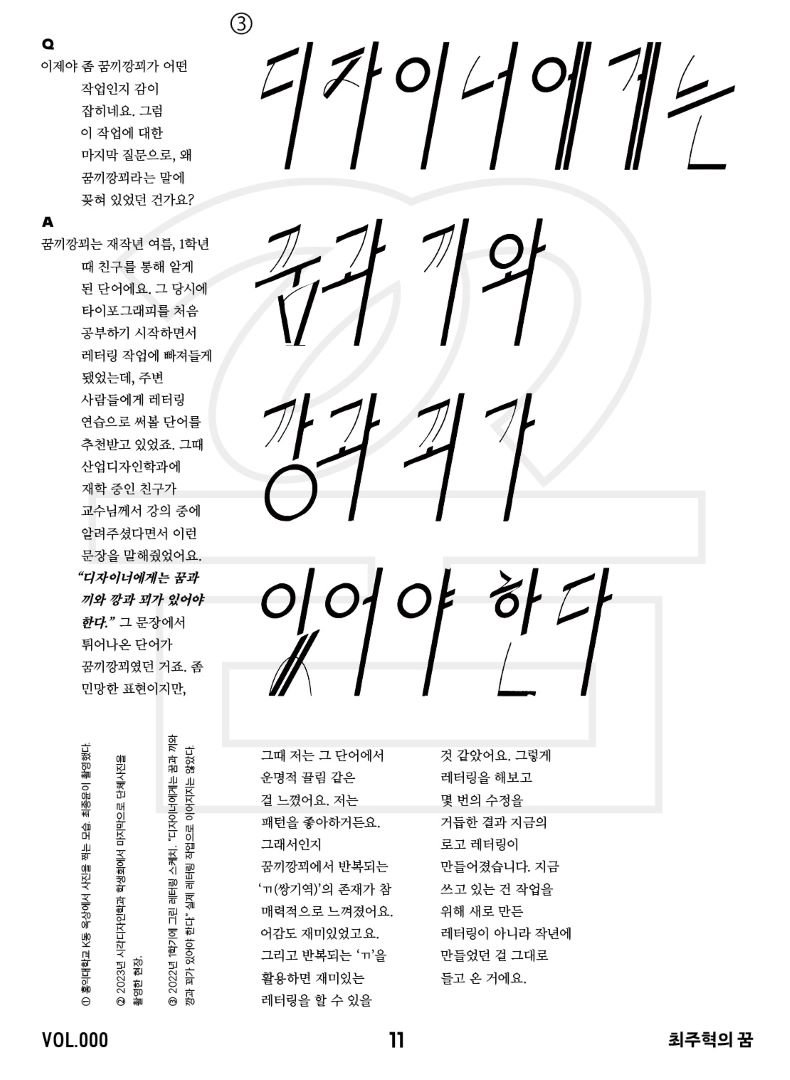 ③
디자이너에게는
꿈과 끼와
깡과 꾀가
있어야 한다
Q
이제야 좀 꿈끼깡꾀가 어떤
작업인지 감이
잡히네요. 그럼
이 작업에 대한
마지막 질문으로, 왜
꿈끼깡꾀라는 말에
꽂혀 있었던 건가요?
A
꿈끼깡꾀는 재작년 여름, 1학년
때 친구를 통해 알게
된 단어에요. 그 당시에
타이포그래피를 처음
공부하기 시작하면서
레터링 작업에 빠져들게
됐었는데, 주변
사람들에게 레터링
연습으로 써볼 단어를
추천받고 있었죠. 그때
산업디자인학과에
재학 중인 친구가
교수님께서 강의 중에
알려주셨다면서 이런
문장을 말해줬었어요.
“디자이너에게는 꿈과
끼와 깡과 꾀가 있어야
한다.” 그 문장에서
튀어나온 단어가
꿈끼깡꾀였던 거죠. 좀
민망한 표현이지만,
그때 저는 그 단어에서
운명적 끌림 같은
걸 느꼈어요. 저는
패턴을 좋아하거든요.
그래서인지
꿈끼깡꾀에서 반복되는
‘ㄲ(쌍기역)’의 존재가 참
매력적으로 느껴졌어요.
어감도 재미있었고요.
그리고 반복되는 ‘ㄲ’을
활용하면 재미있는
레터링을 할 수 있을
것 같았어요. 그렇게
레터링을 해보고
몇 번의 수정을
거듭한 결과 지금의
로고 레터링이
만들어졌습니다. 지금
쓰고 있는 건 작업을
위해 새로 만든
레터링이 아니라 작년에
만들었던 걸 그대로
들고 온 거에요.
① 홍익대학교 K동 옥상에서 사진을 찍는 모습. 최종윤이 촬영했다.
② 2023년 시각디자인학과 학생회에서 마지막으로 단체사진을
촬영한 현장.
③ 2022년 1학기에 그린 레터링 스케치. “디자이너에게는 꿈과 끼와
깡과 꾀가 있어야 한다.” 실제 레터링 작업으로 이어지지는 않았다.
VOL.000
11
최주혁의 꿈